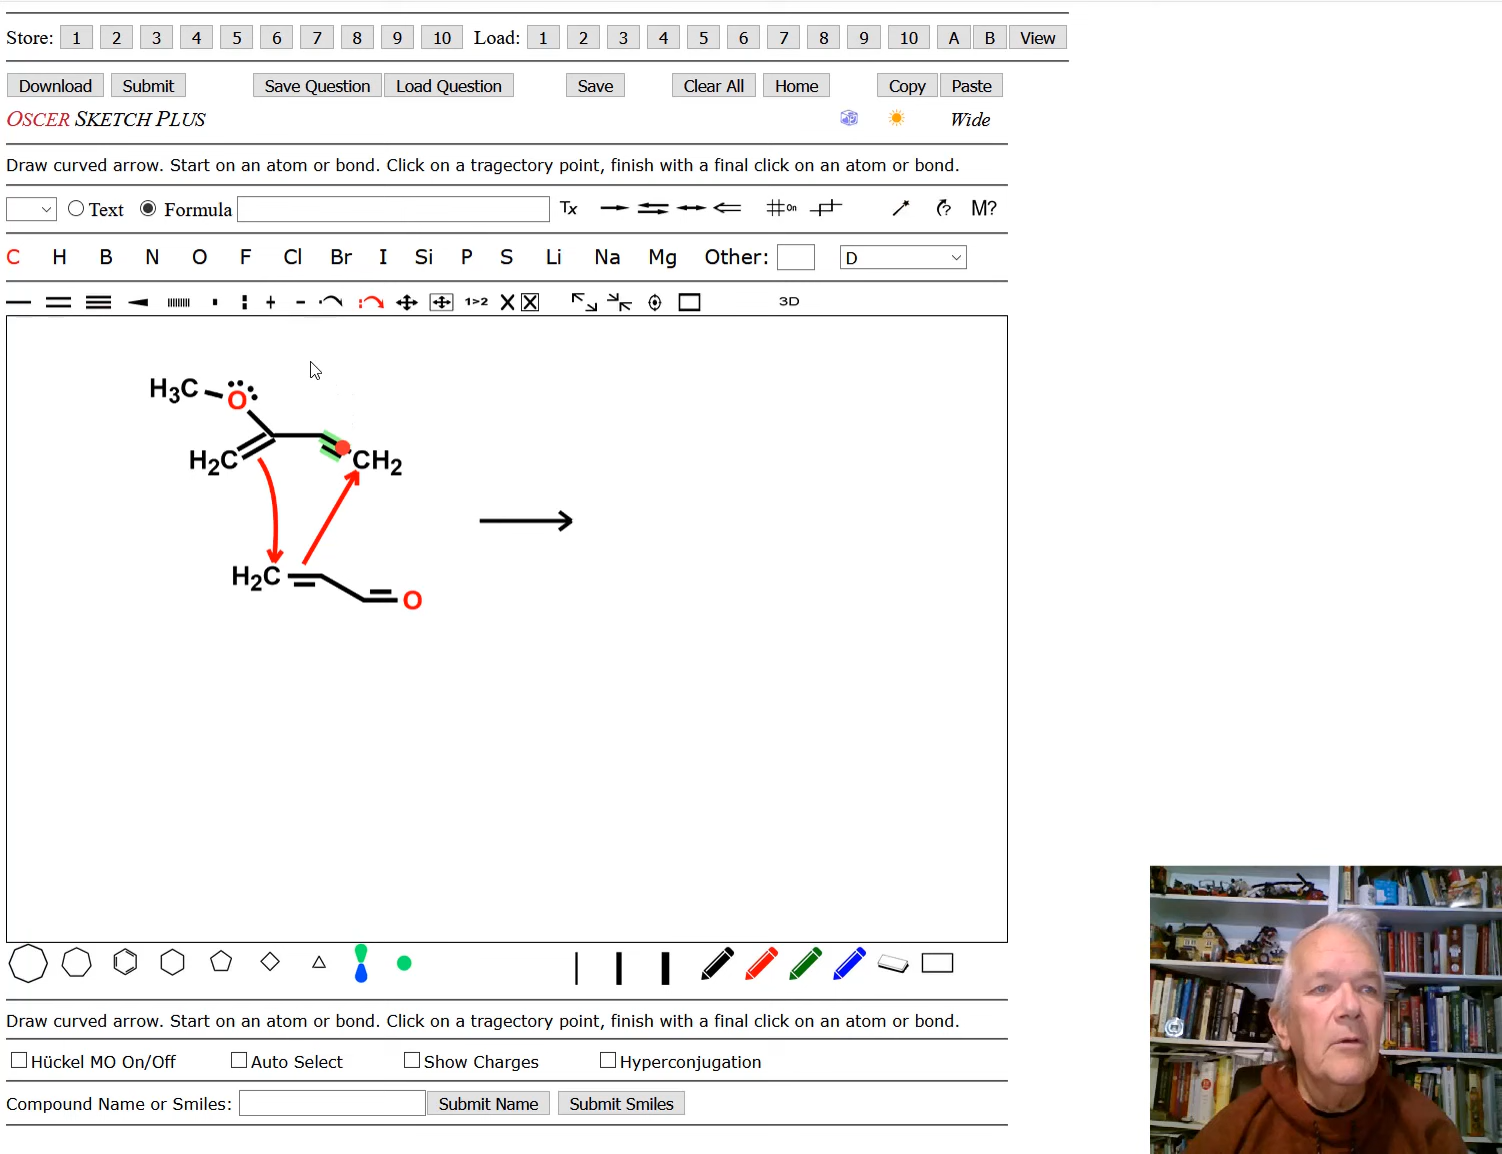 Store: 1 2 3 4 5 6 7 8 9 10 Load: 1 2 3 4 5 6 7 8 9 10 A B View
Download Submit Save Question Load Question Save Clear All Home Copy Paste
OSCER SKETCH PLUS Wide
Draw curved arrow. Start on an atom or bond. Click on a tragectory point, finish with a final click on an atom or bond.
Text Formula Tx On M?
C H B N O F Cl Br I Si P S Li Na Mg Other: D
1>2 3D
H3C O
H2C CH2
H2C
O
Draw curved arrow. Start on an atom or bond. Click on a tragectory point, finish with a final click on an atom or bond.
Hückel MO On/Off Auto Select Show Charges Hyperconjugation
Compound Name or Smiles: Submit Name Submit Smiles